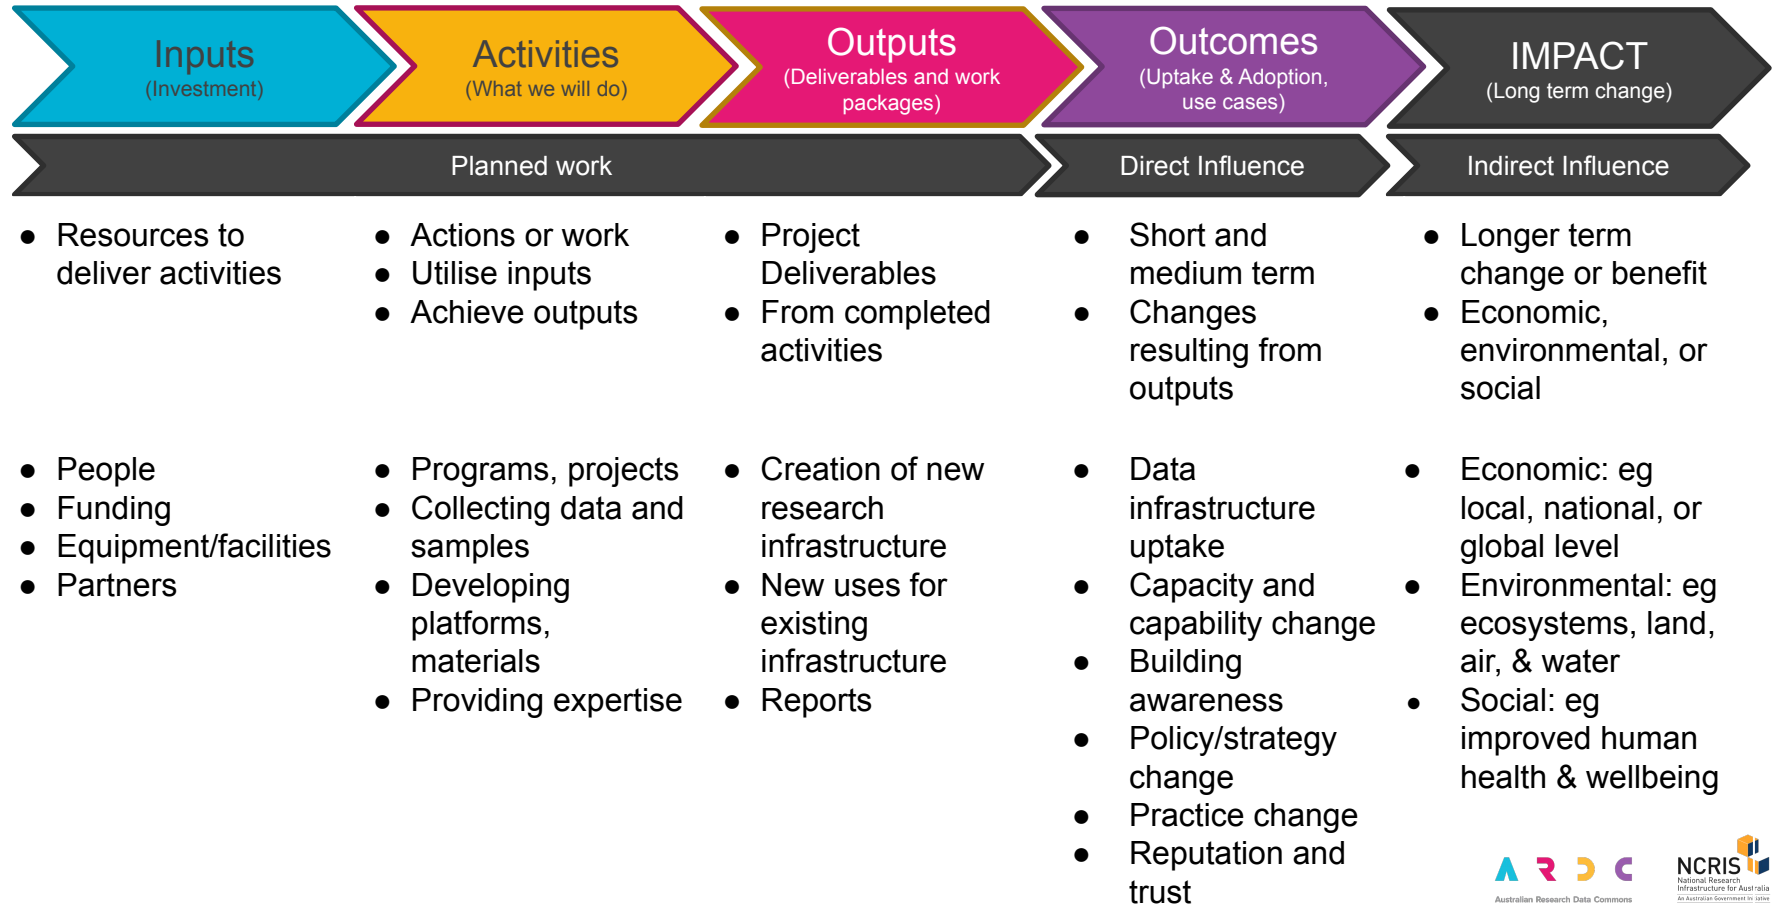 Inputs
(Investment)
Activities
(What we will do)
Outputs
(Deliverables and work
packages)
Outcomes
(Uptake & Adoption,
use cases)
IMPACT
(Long term change)
Planned work
Direct Influence
Indirect Influence
● Resources to
deliver activities
● Actions or work
● Utilise inputs
● Achieve outputs
● Project
Deliverables
● From completed
activities
● Short and
medium term
● Changes
resulting from
outputs
● Longer term
change or benefit
● Economic,
environmental, or
social
● People
● Funding
● Equipment/facilities
● Partners
● Programs, projects
● Collecting data and
samples
● Developing
platforms,
materials
● Providing expertise
● Creation of new
research
infrastructure
● New uses for
existing
infrastructure
● Reports
● Data
infrastructure
uptake
● Capacity and
capability change
● Building
awareness
● Policy/strategy
change
● Practice change
● Reputation and
trust
● Economic: eg
local, national, or
global level
● Environmental: eg
ecosystems, land,
air, & water
● Social: eg
improved human
health & wellbeing
ARDC
Australian Research Data Commons
NCRIS
National Research
Infrastructure for Australia
An Australian Government Initiative